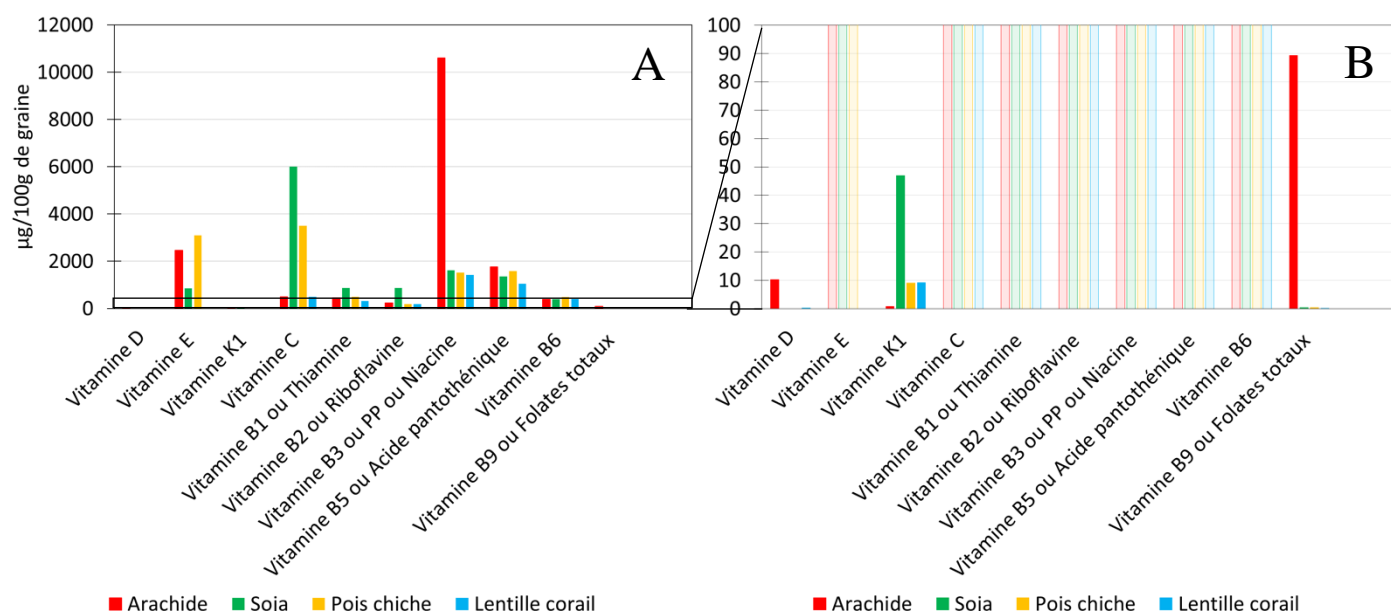 A
µg/100g de graine
12000
10000
8000
6000
4000
2000
0
Vitamine D
Vitamine E
Vitamine K1
Vitamine C
Vitamine B1 ou Thiamine
Vitamine B2 ou Riboflavine
Vitamine B3 ou PP ou Niacine
Vitamine B5 ou Acide pantothénique
Vitamine B6
Vitamine B9 ou Folates totaux
Arachide Soia Pois chiche Lentille corail
B
100
90
80
70
60
50
40
30
20
10
0
Vitamine D
Vitamine E
Vitamine K1
Vitamine C
Vitamine B1 ou Thiamine
Vitamine B2 ou Riboflavine
Vitamine B3 ou PP ou Niacine
Vitamine B5 ou Acide pantothénique
Vitamine B6
Vitamine B9 ou Folates totaux
Arachide Soia Pois chiche Lentille corail